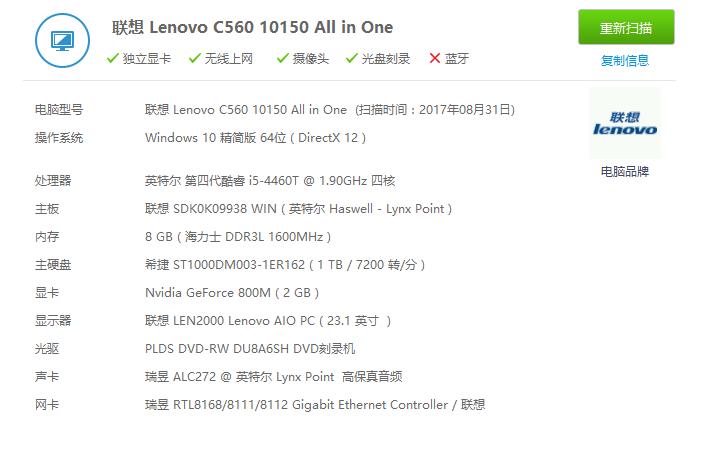 联想 Lenovo C560 10150 All in One
重新扫描
独立显卡 无线上网 摄像头 光盘刻录 蓝牙
复制信息
电脑型号 联想 Lenovo C560 10150 All in One (扫描时间：2017年08月31日)
操作系统 Windows 10 精简版 64位 ( DirectX 12 )
联想
lenovo
电脑品牌
处理器 英特尔 第四代酷睿 i5-4460T @ 1.90GHz 四核
主板 联想 SDK0K09938 WIN ( 英特尔 Haswell - Lynx Point )
内存 8 GB ( 海力士 DDR3L 1600MHz )
主硬盘 希捷 ST1000DM003-1ER162 ( 1 TB / 7200 转/分 )
显卡 Nvidia GeForce 800M ( 2 GB )
显示器 联想 LEN2000 Lenovo AIO PC ( 23.1 英寸 )
光驱 PLDS DVD-RW DU8A6SH DVD刻录机
声卡 瑞昱 ALC272 @ 英特尔 Lynx Point 高保真音频
网卡 瑞昱 RTL8168/8111/8112 Gigabit Ethernet Controller / 联想